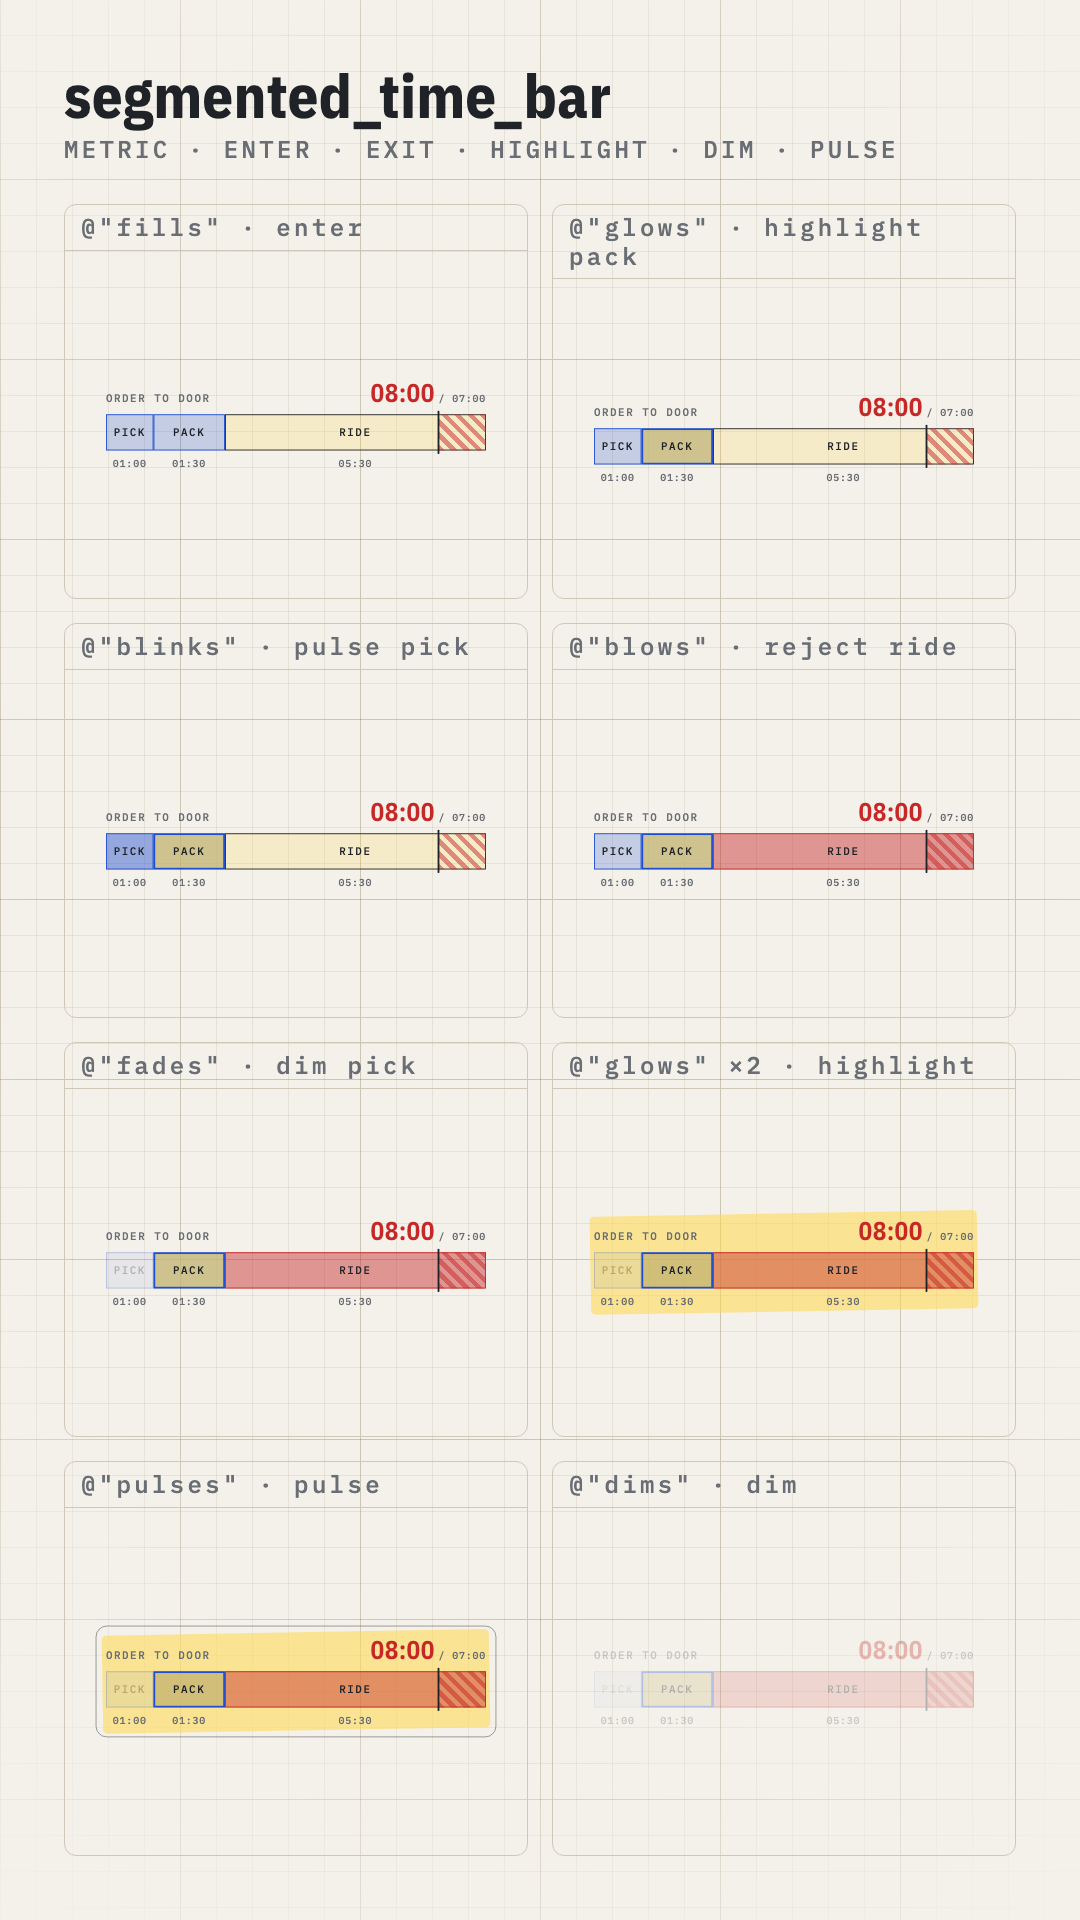 segmented_time_bar
METRIC · ENTER · EXIT · HIGHLIGHT · DIM · PULSE
@"fills" · enter
ORDER TO DOOR 08:00 / 07:00
PICK PACK RIDE
01:00 01:30 05:30
@"glows" · highlight
pack
ORDER TO DOOR 08:00 / 07:00
PICK PACK RIDE
01:00 01:30 05:30
@"blinks" · pulse pick
ORDER TO DOOR 08:00 / 07:00
PICK PACK RIDE
01:00 01:30 05:30
@"blows" · reject ride
ORDER TO DOOR 08:00 / 07:00
PICK PACK RIDE
01:00 01:30 05:30
@"fades" · dim pick
ORDER TO DOOR 08:00 / 07:00
PICK PACK RIDE
01:00 01:30 05:30
@"glows" ×2 · highlight
ORDER TO DOOR 08:00 / 07:00
PICK PACK RIDE
01:00 01:30 05:30
@"pulses" · pulse
ORDER TO DOOR 08:00 / 07:00
PICK PACK RIDE
01:00 01:30 05:30
@"dims" · dim
ORDER TO DOOR 08:00 / 07:00
PICK PACK RIDE
01:00 01:30 05:30